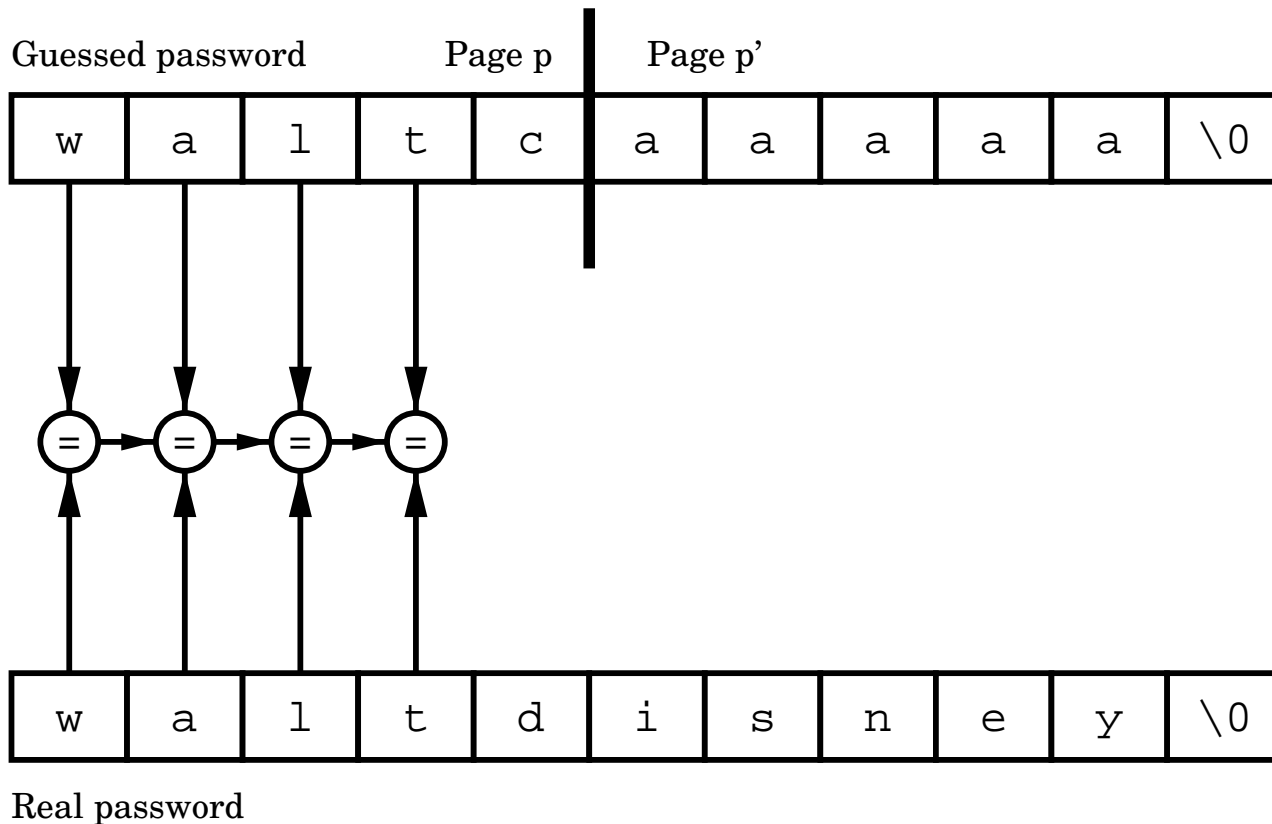 Guessed password Page p Page p’
w a l t c a a a a a \0
= = = =
w a l t d i s n e y \0
Real password